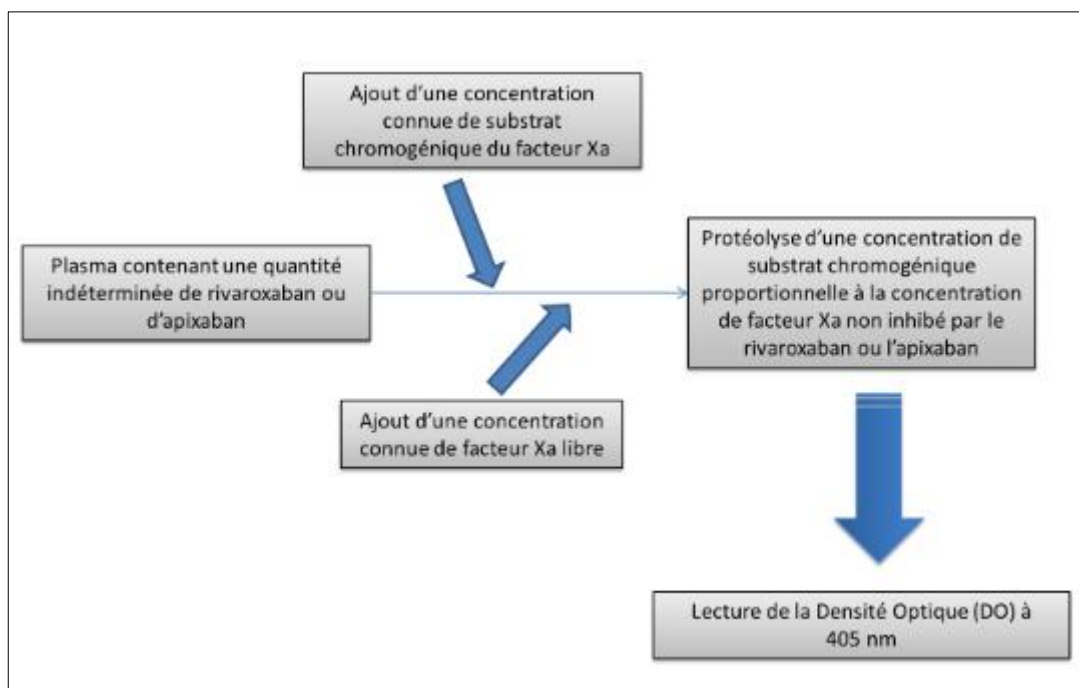 Ajout d'une concentration
connue de substrat
chromogénique du facteur Xa
Plasma contenant une quantité
indéterminée de rivaroxaban ou
d'apixaban
Ajout d'une concentration
connue de facteur Xa libre
Protéolyse d'une concentration de
substrat chromogénique
proportionnelle à la concentration
de facteur Xa non inhibé par le
rivaroxaban ou l'apixaban
Lecture de la Densité Optique (DO) à
405 nm